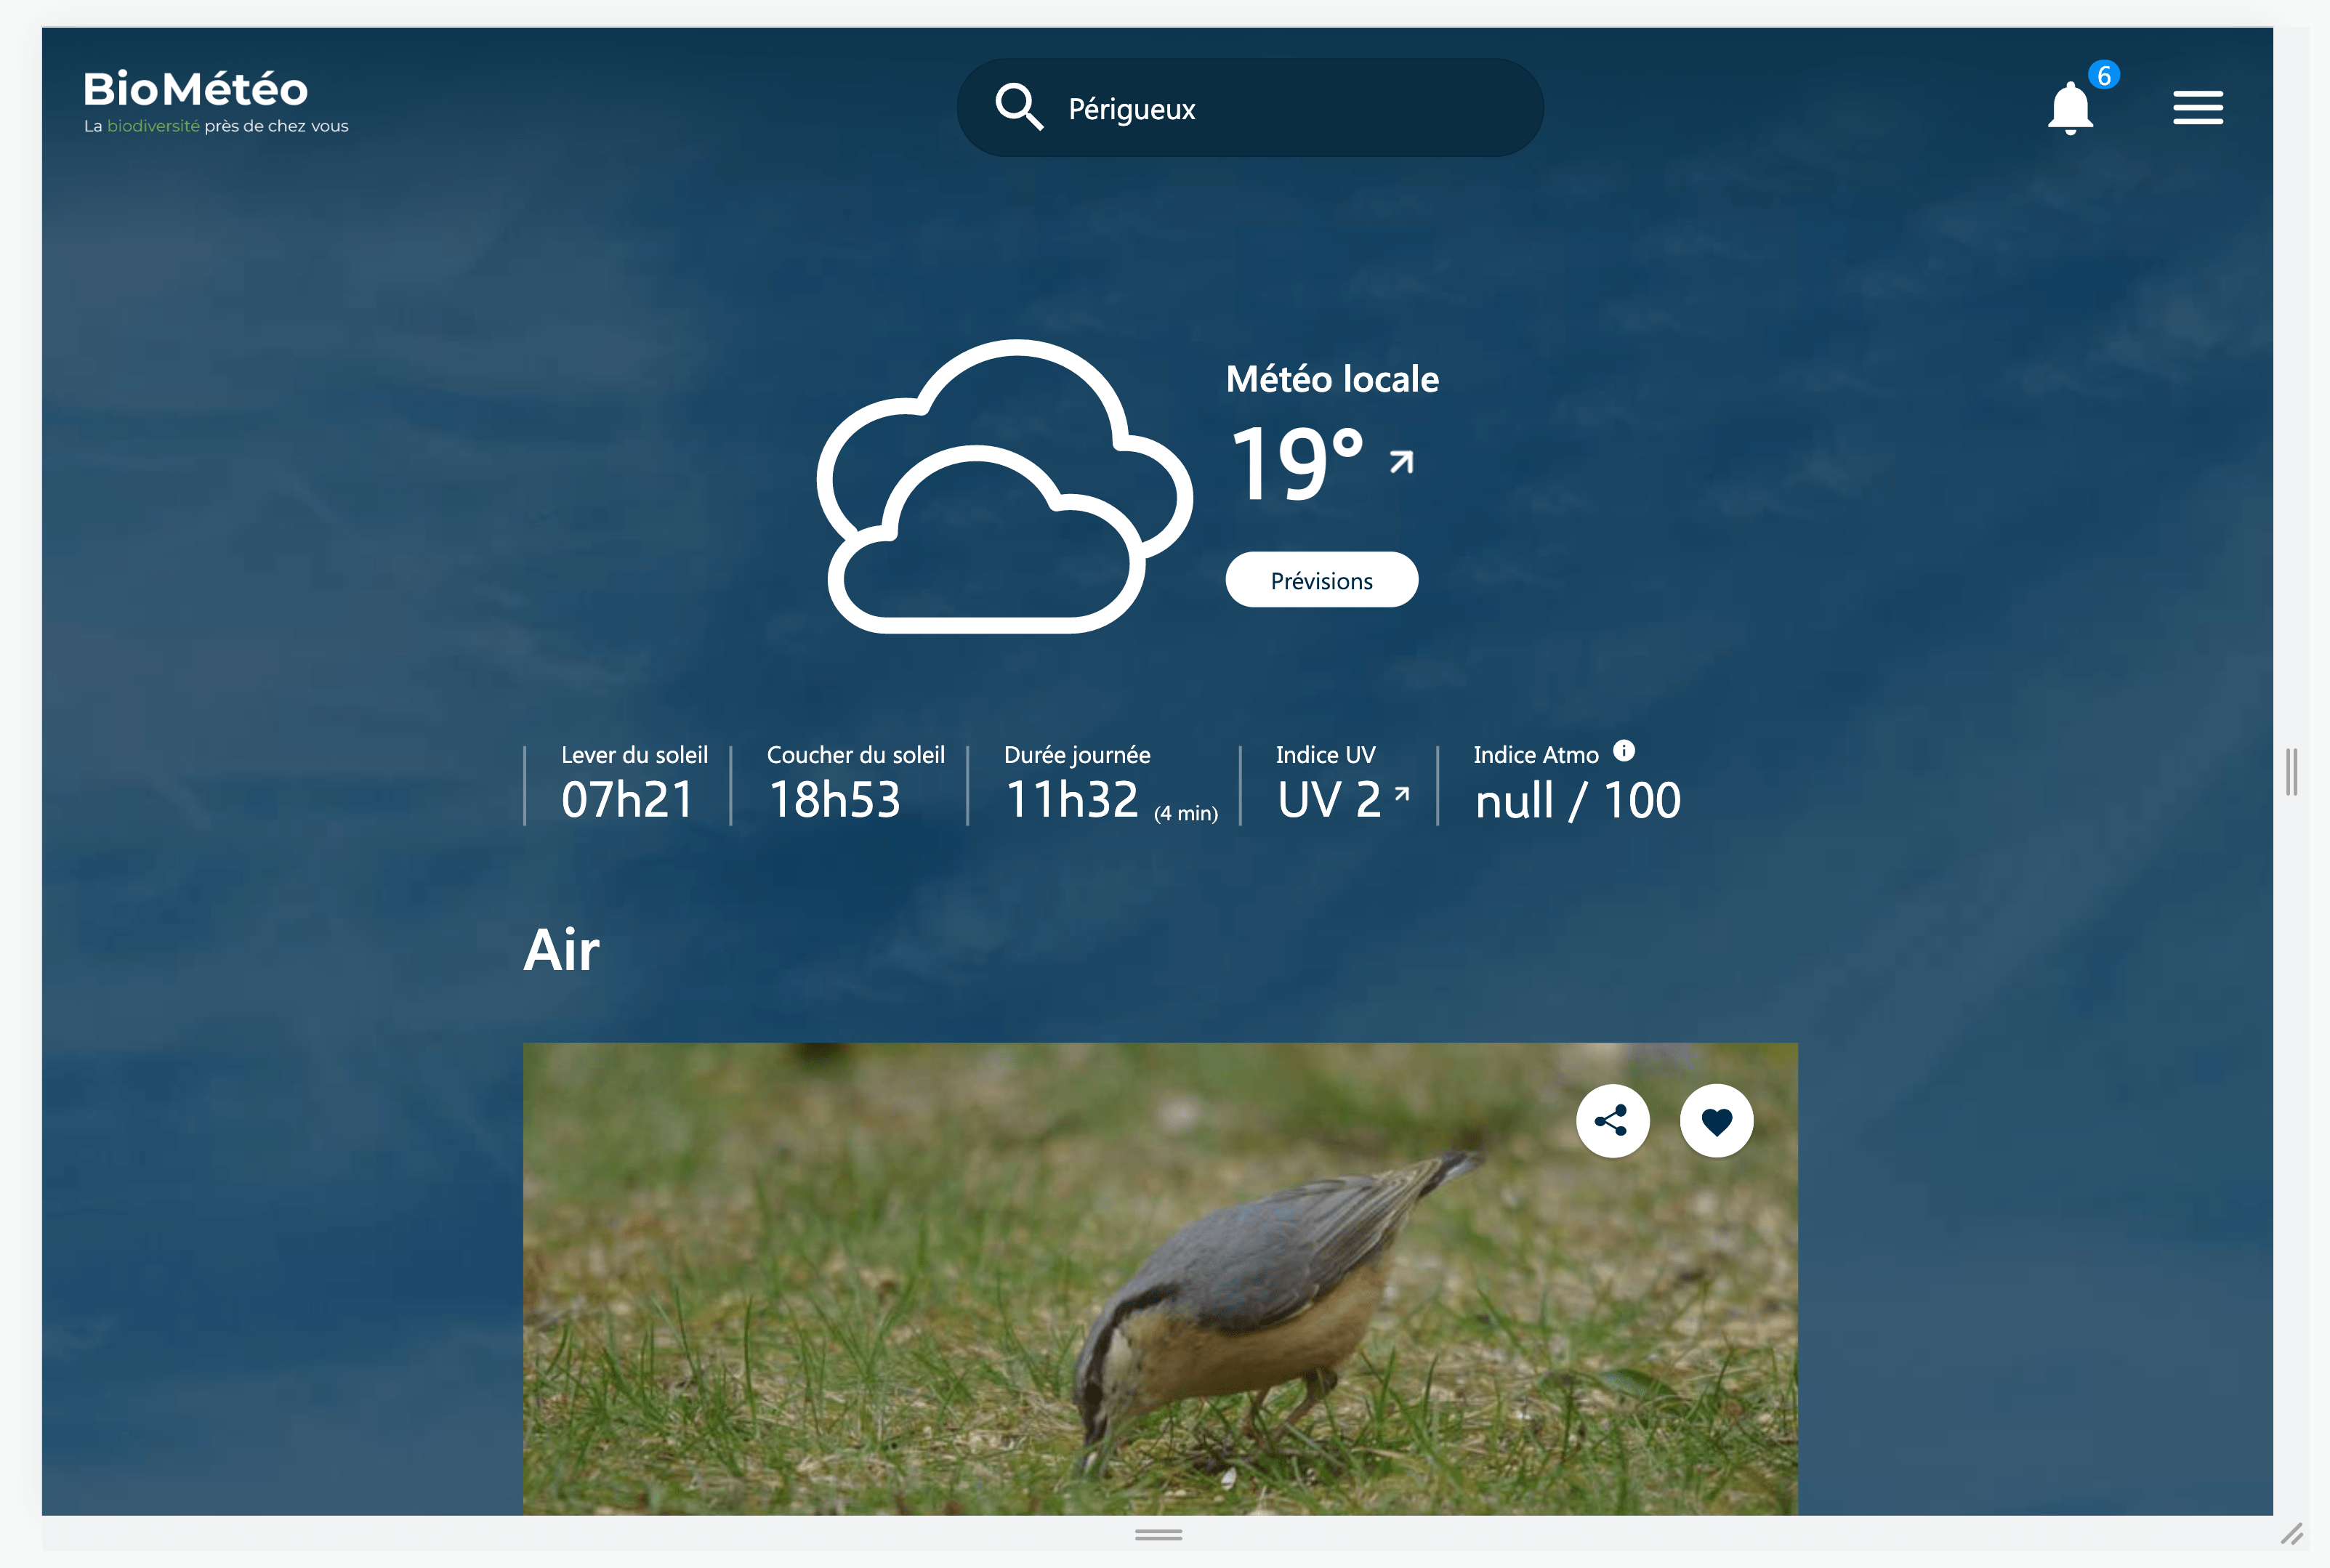 BioMétéo
La biodiversité près de chez vous
Périgueux
6
Météo locale
19°
Prévisions
Lever du soleil
07h21
Coucher du soleil
18h53
Durée journée
11h32 (4 min)
Indice UV
UV 2
Indice Atmo
null / 100
Air